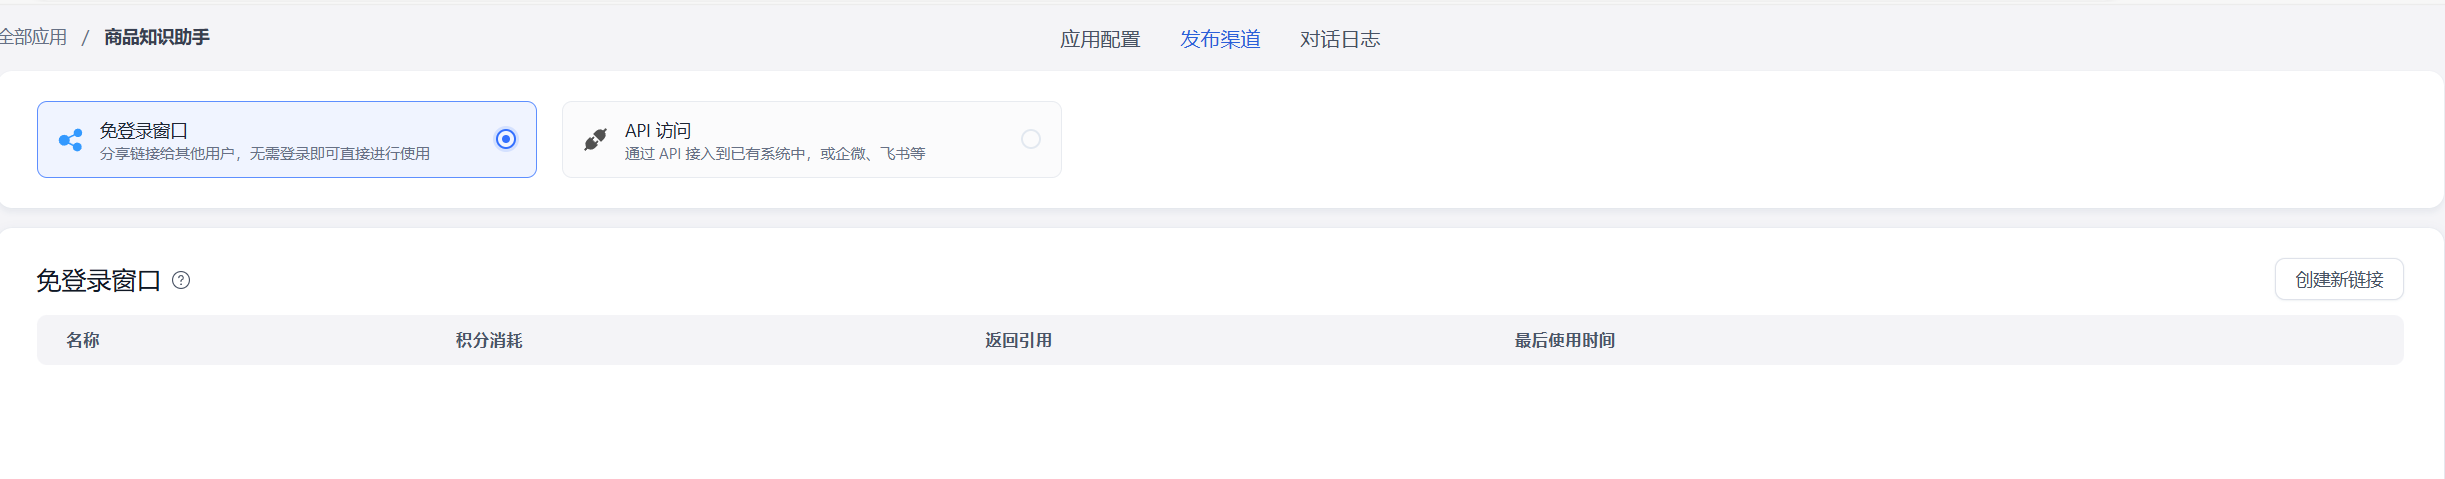 全部应用 / 商品知识助手
应用配置 发布渠道 对话日志
免登录窗口
分享链接给其他用户，无需登录即可直接进行使用
API 访问
通过 API 接入到已有系统中，或企微、飞书等
免登录窗口 ?
创建新链接
名称 积分消耗 返回引用 最后使用时间